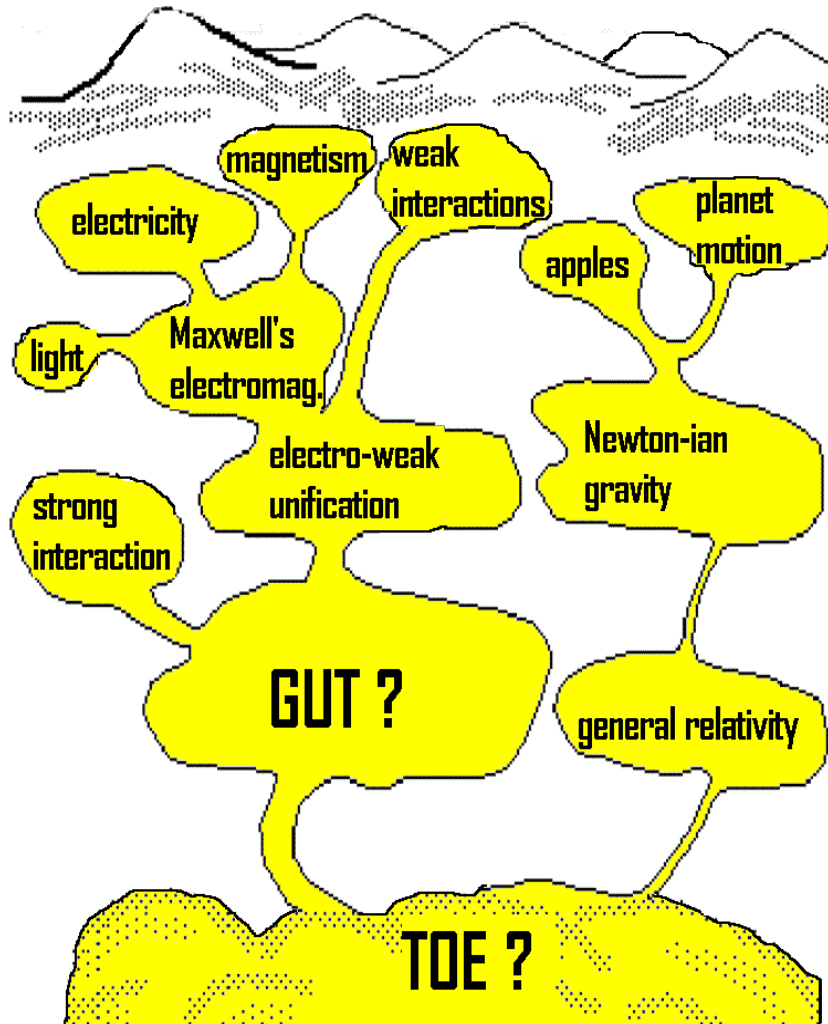 magnetism
weak
interactions
electricity
planet
motion
apples
light
Maxwell's
electromag.
electro-weak
unification
Newton-ian
gravity
strong
interaction
GUT ?
general relativity
TOE ?